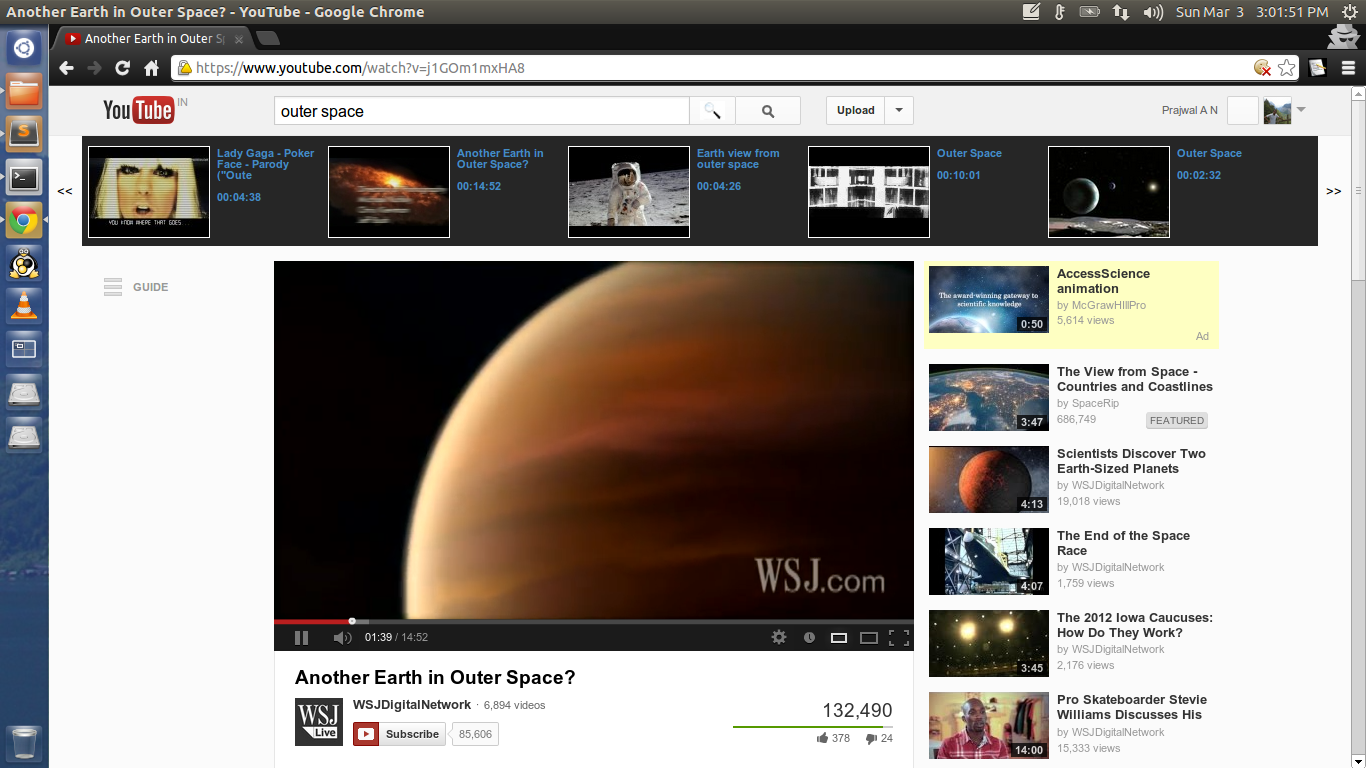 Another Earth in Outer Space? - YouTube - Google Chrome
Sun Mar 3 3:01:51 PM
Another Earth in Outer Sp
https://www.youtube.com/watch?v=j1GOm1mxHA8
YouTube IN
outer space
Upload
Prajwal A N
<<
Lady Gaga - Poker
Face - Parody
("Oute
00:04:38
YOU KNOW WHERE THAT GOES...
Another Earth in
Outer Space?
00:14:52
Earth view from
outer space
00:04:26
Outer Space
00:10:01
Outer Space
00:02:32
>>
GUIDE
WSJ.com
01:39 / 14:52
Another Earth in Outer Space?
WSJ
Live
WSJDigitalNetwork · 6,894 videos
Subscribe 85,606
132,490
378 24
The award-winning gateway to
scientific knowledge
0:50
AccessScience
animation
by McGrawHillPro
5,614 views
Ad
3:47
The View from Space -
Countries and Coastlines
by SpaceRip
686,749 FEATURED
4:13
Scientists Discover Two
Earth-Sized Planets
by WSJDigitalNetwork
19,018 views
4:07
The End of the Space
Race
by WSJDigitalNetwork
1,759 views
3:45
The 2012 Iowa Caucuses:
How Do They Work?
by WSJDigitalNetwork
2,176 views
14:00
Pro Skateboarder Stevie
Williams Discusses His
by WSJDigitalNetwork
15,333 views